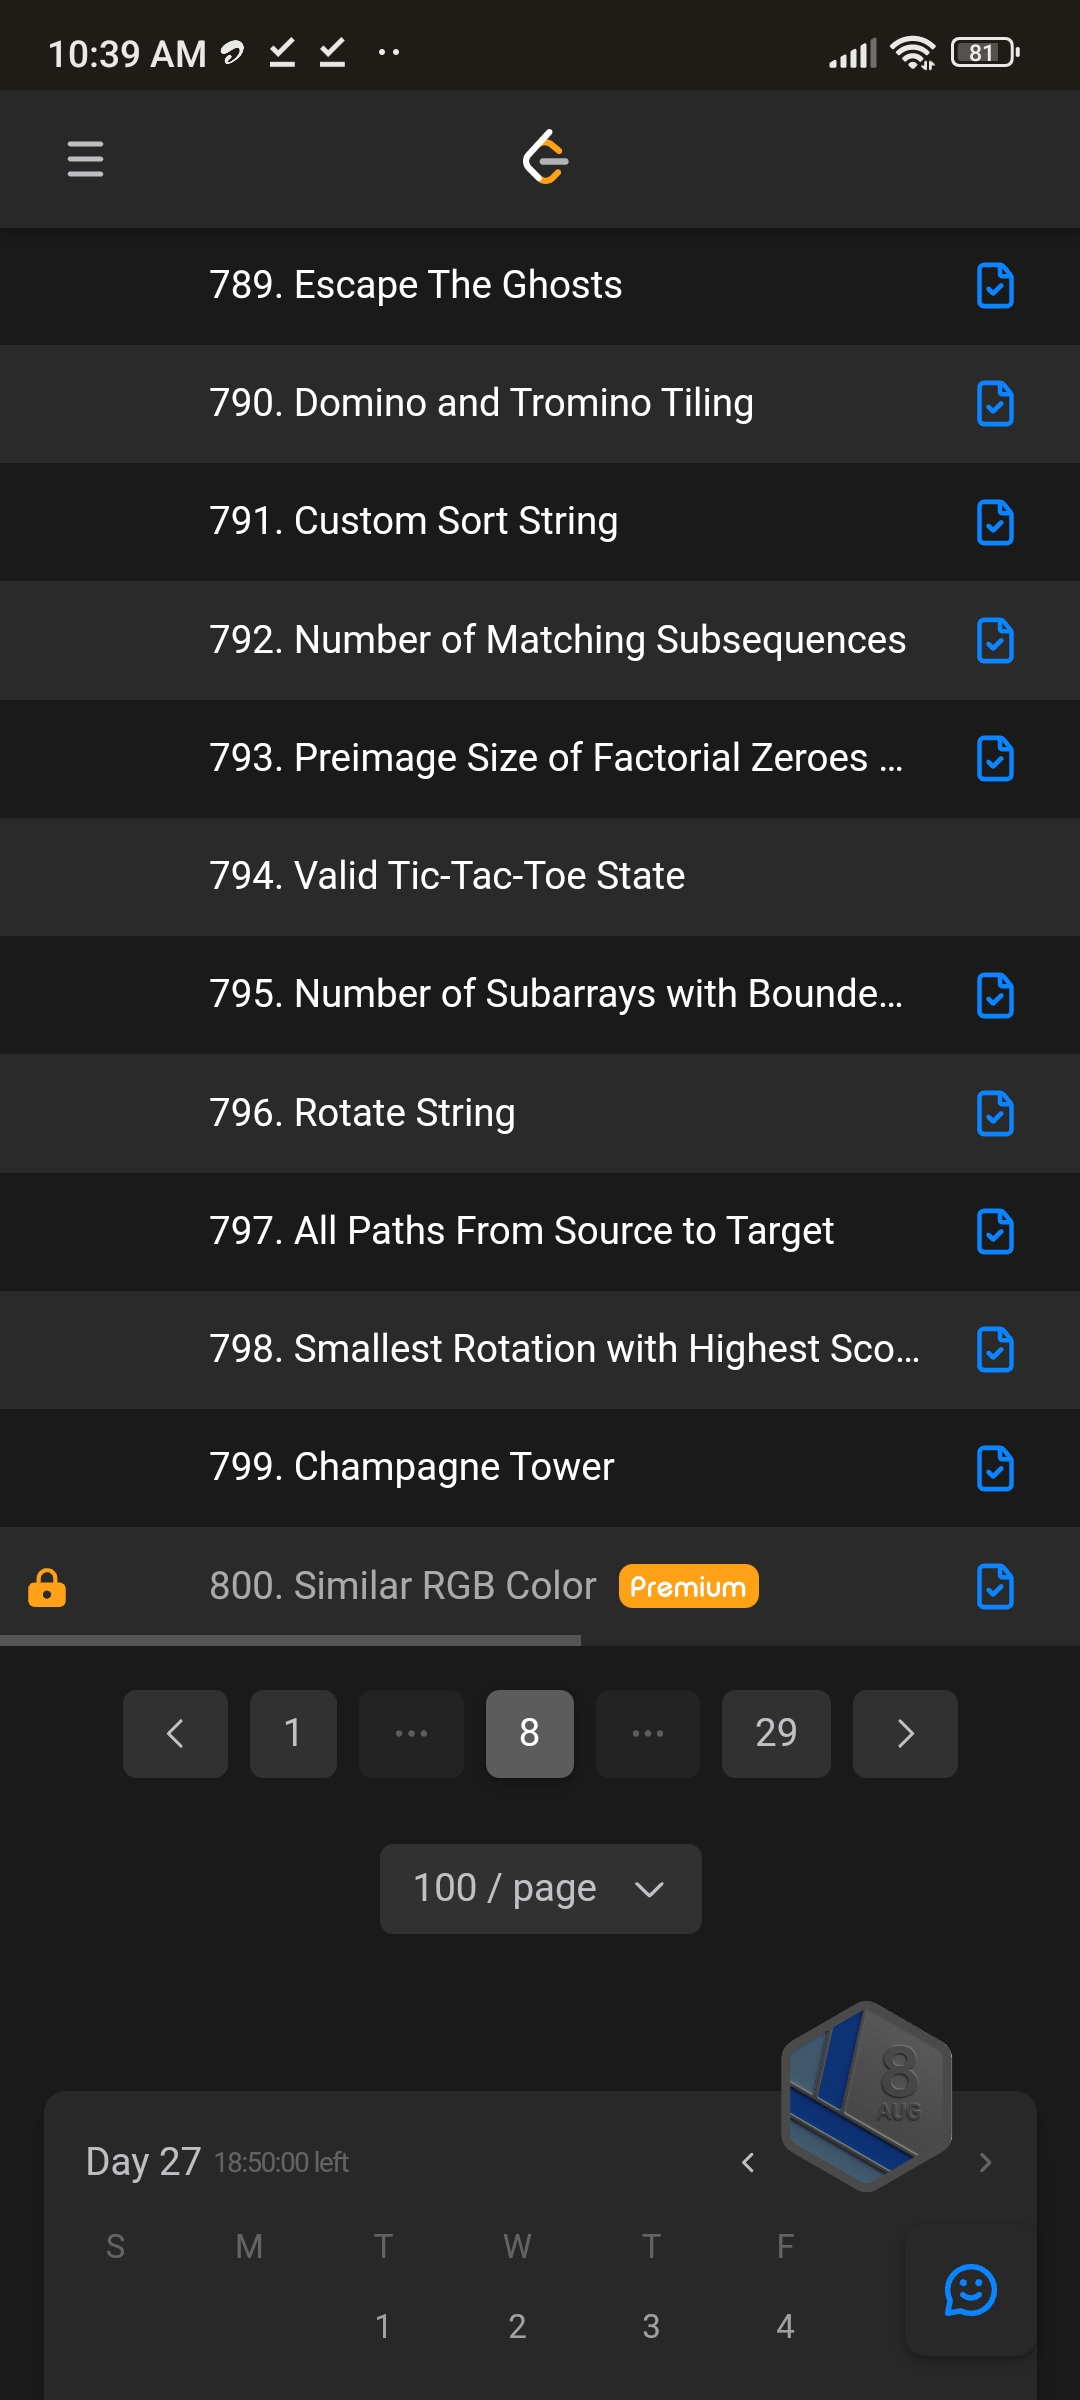 10:39 AM
81
789. Escape The Ghosts
790. Domino and Tromino Tiling
791. Custom Sort String
792. Number of Matching Subsequences
793. Preimage Size of Factorial Zeroes ...
794. Valid Tic-Tac-Toe State
795. Number of Subarrays with Bounde...
796. Rotate String
797. All Paths From Source to Target
798. Smallest Rotation with Highest Sco...
799. Champagne Tower
800. Similar RGB Color Premium
1 ... 8 ... 29
100 / page
8
AUG
Day 27 18:50:00 left
S M T W T F
1 2 3 4